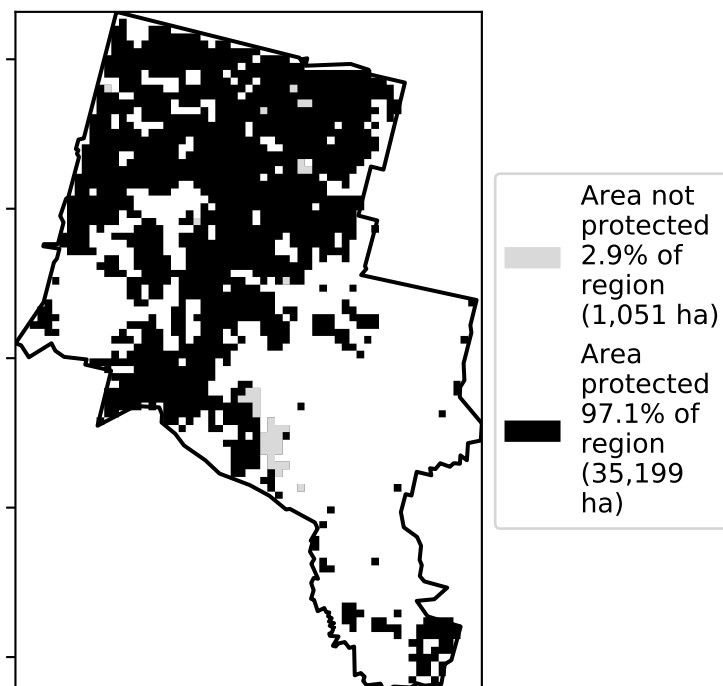 Area not
protected
2.9% of
region
(1,051 ha)
Area
protected
97.1% of
region
(35,199
ha)